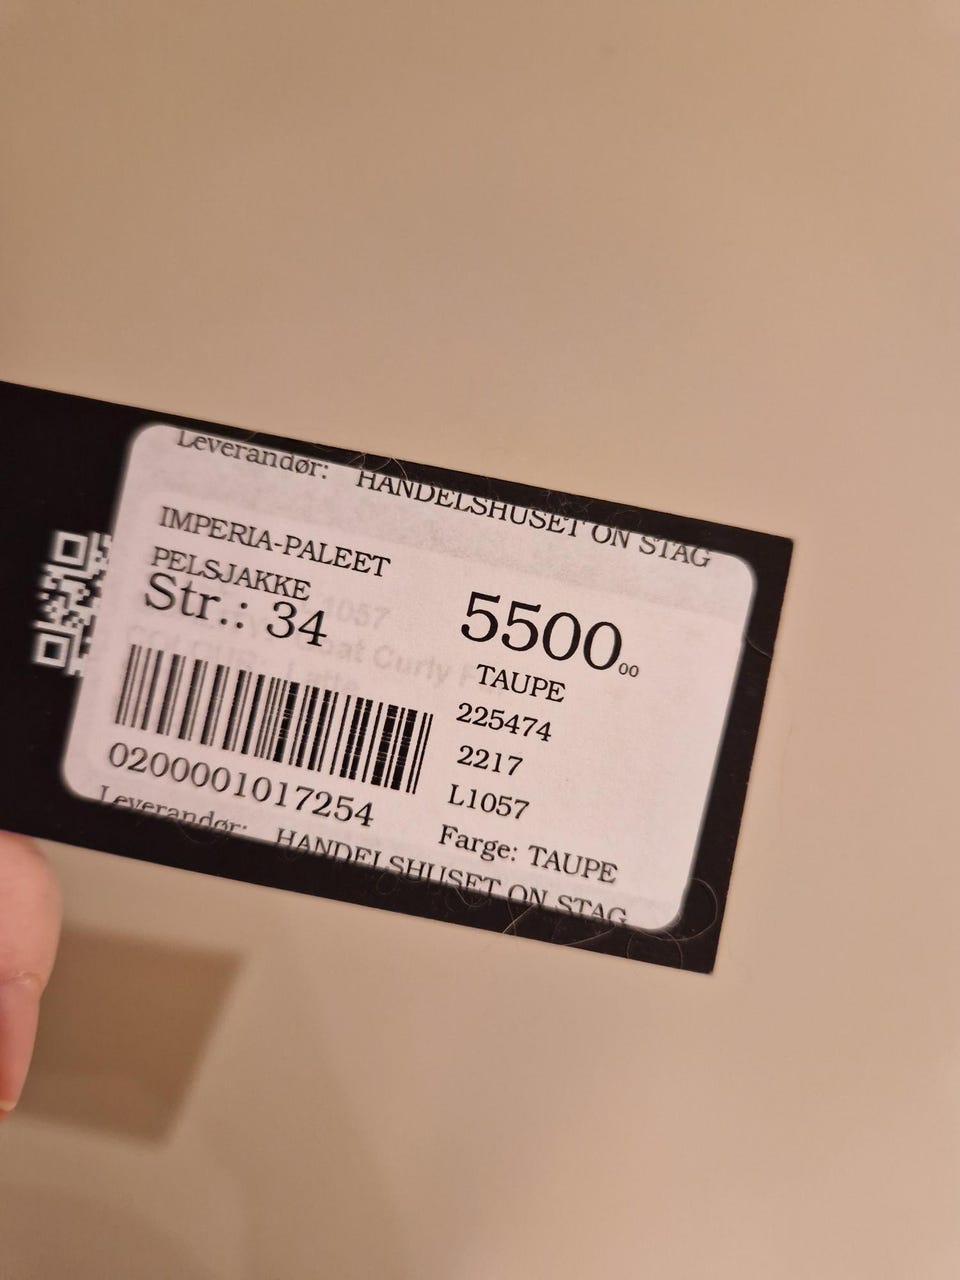 Leverandør: HANDELSHUSET ON STAG
IMPERIA-PALEET
PELSJAKKE
Str.: 34
5500 00
TAUPE
225474
2217
L1057
Farge: TAUPE
0200001017254
Leverandør: HANDELSHUSET ON STAG